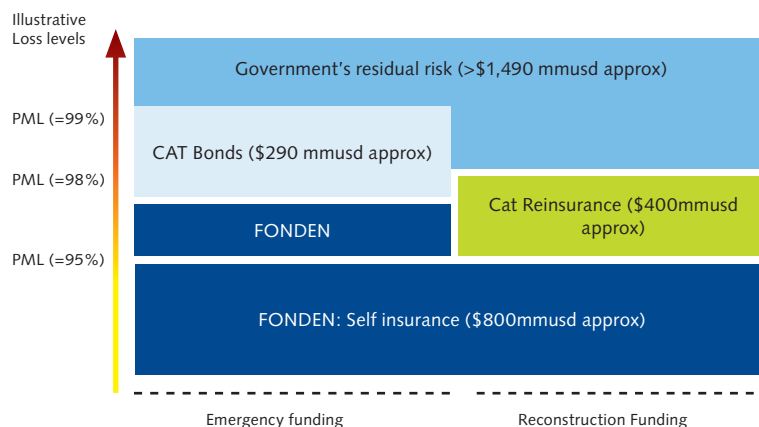 Illustrative
Loss levels
Government’s residual risk (>$1,490 mmusd approx)
PML (=99%)
CAT Bonds ($290 mmusd approx)
PML (=98%)
Cat Reinsurance ($400mmusd
approx)
FONDEN
PML (=95%)
FONDEN: Self insurance ($800mmusd approx)
Emergency funding
Reconstruction Funding